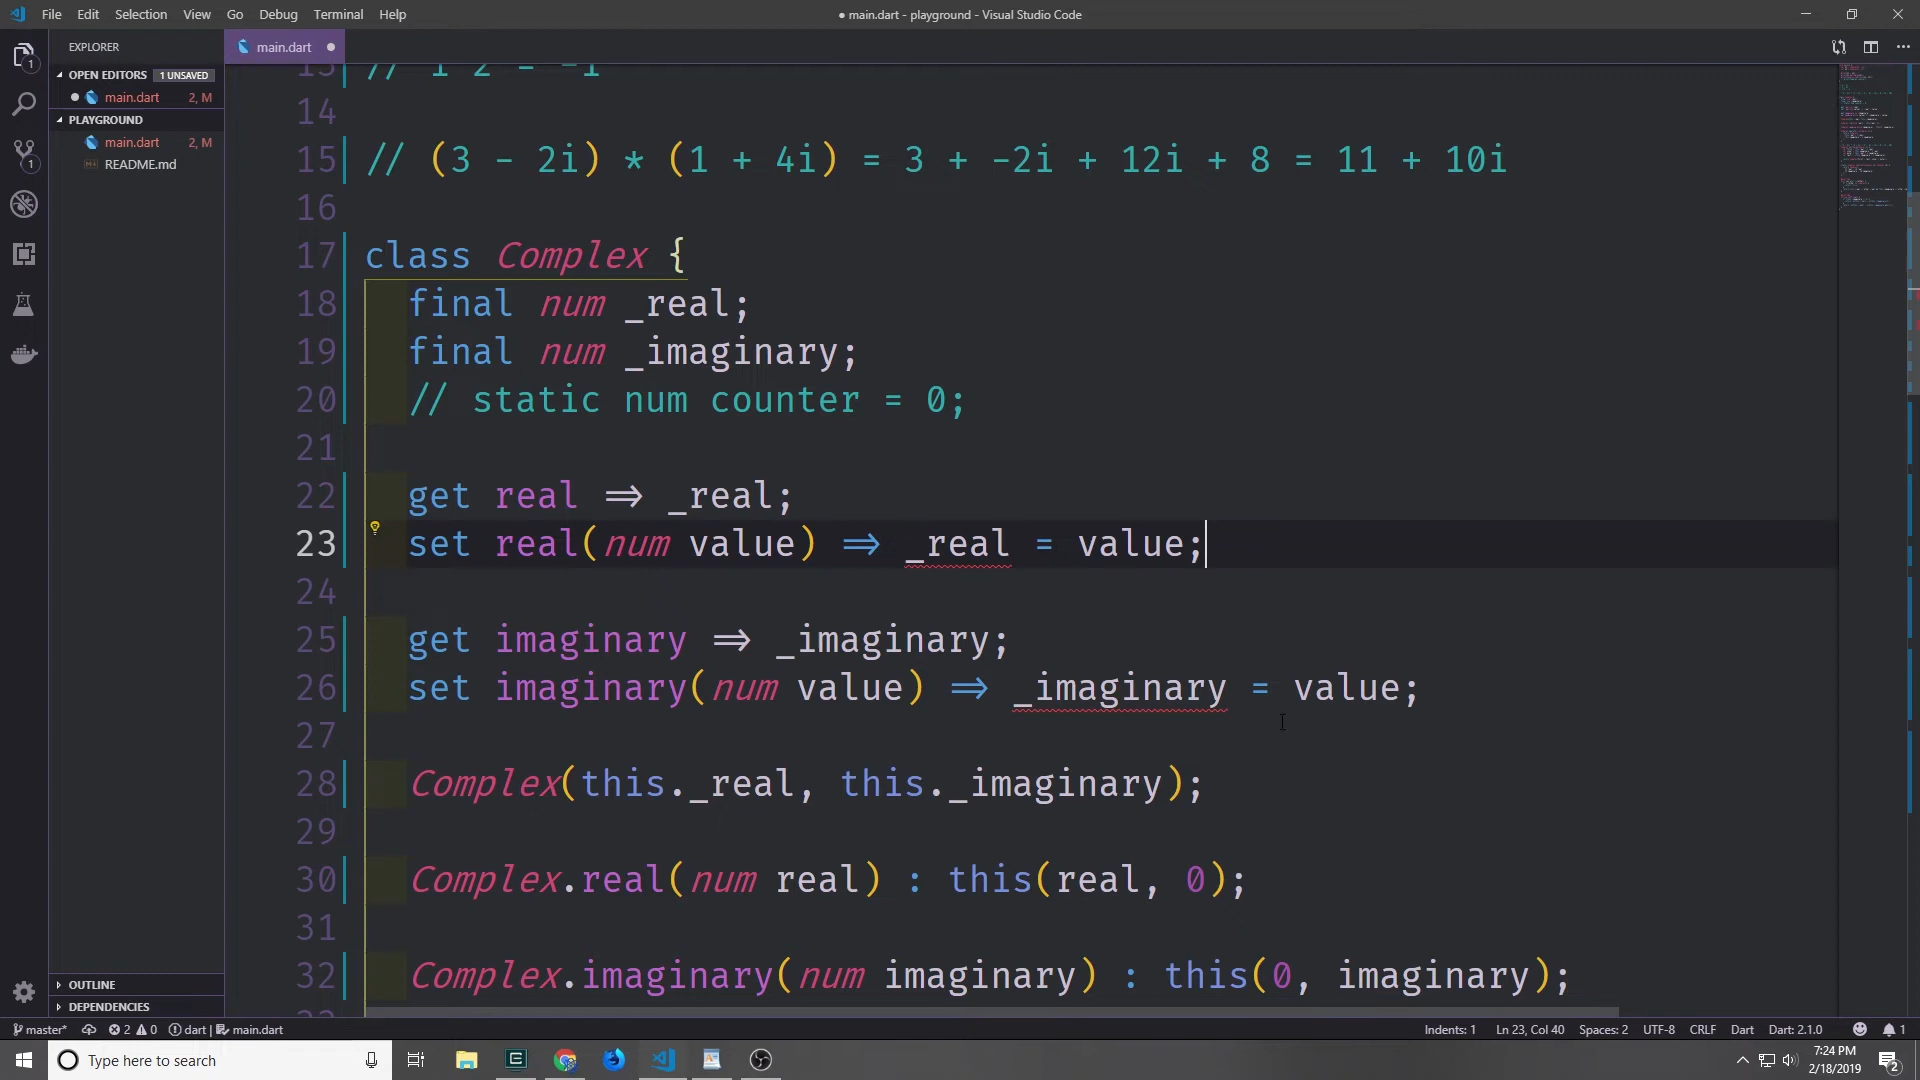 File Edit Selection View Go Debug Terminal Help
● main.dart - playground - Visual Studio Code
EXPLORER
main.dart
OPEN EDITORS 1 UNSAVED
main.dart 2, M
PLAYGROUND
main.dart 2, M
README.md
1
1
14
15 // (3 - 2i) * (1 + 4i) = 3 + -2i + 12i + 8 = 11 + 10i
16
17 class Complex {
18 final num _real;
19 final num _imaginary;
20 // static num counter = 0;
21
22 get real => _real;
23 set real(num value) => _real = value;
24
25 get imaginary => _imaginary;
26 set imaginary(num value) => _imaginary = value;
27
28 Complex(this._real, this._imaginary);
29
30 Complex.real(num real) : this(real, 0);
31
32 Complex.imaginary(num imaginary) : this(0, imaginary);
OUTLINE
DEPENDENCIES
master* 2 0 dart | main.dart
Indents: 1 Ln 23, Col 40 Spaces: 2 UTF-8 CRLF Dart Dart: 2.1.0 1
Type here to search
7:24 PM
2/18/2019
2